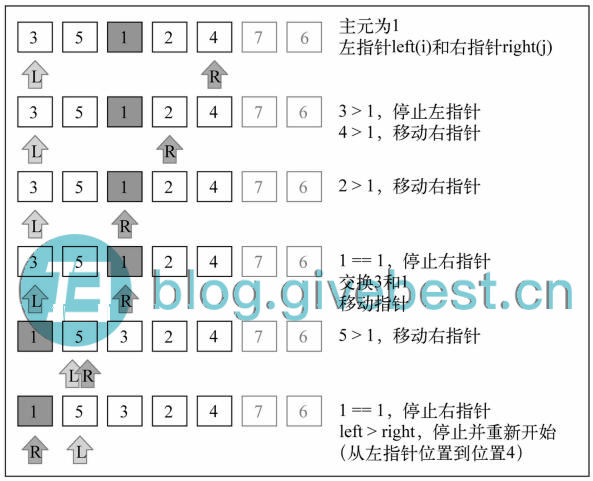 3 5 1 2 4 7 6
主元为1
左指针left(i)和右指针right(j)
L R
3 5 1 2 4 7 6
3 > 1，停止左指针
4 > 1，移动右指针
L R
3 5 1 2 4 7 6
2 > 1，移动右指针
L R
3 5 1 2 4 7 6
1 == 1，停止右指针
交换3和1
移动指针
L R
blog.givebest.cn
1 5 3 2 4 7 6
5 > 1，移动右指针
L R
1 5 3 2 4 7 6
1 == 1，停止右指针
left > right，停止并重新开始
（从左指针位置到位置4）
R L